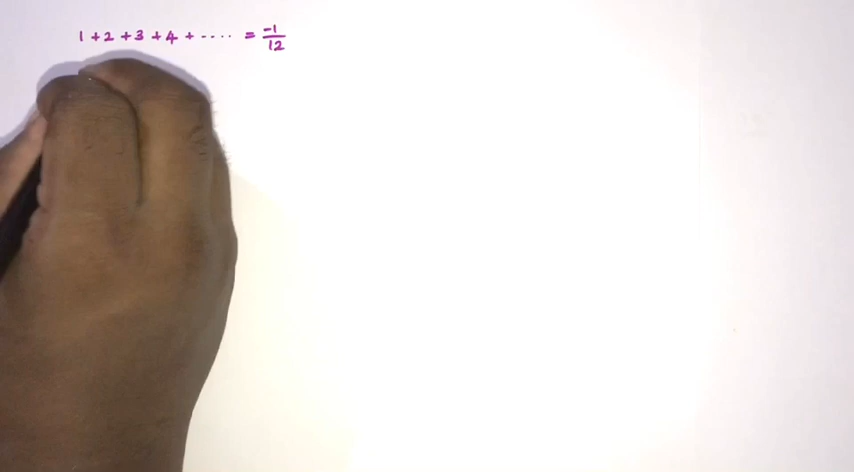 1 + 2 + 3 + 4 + ···· = -1/12